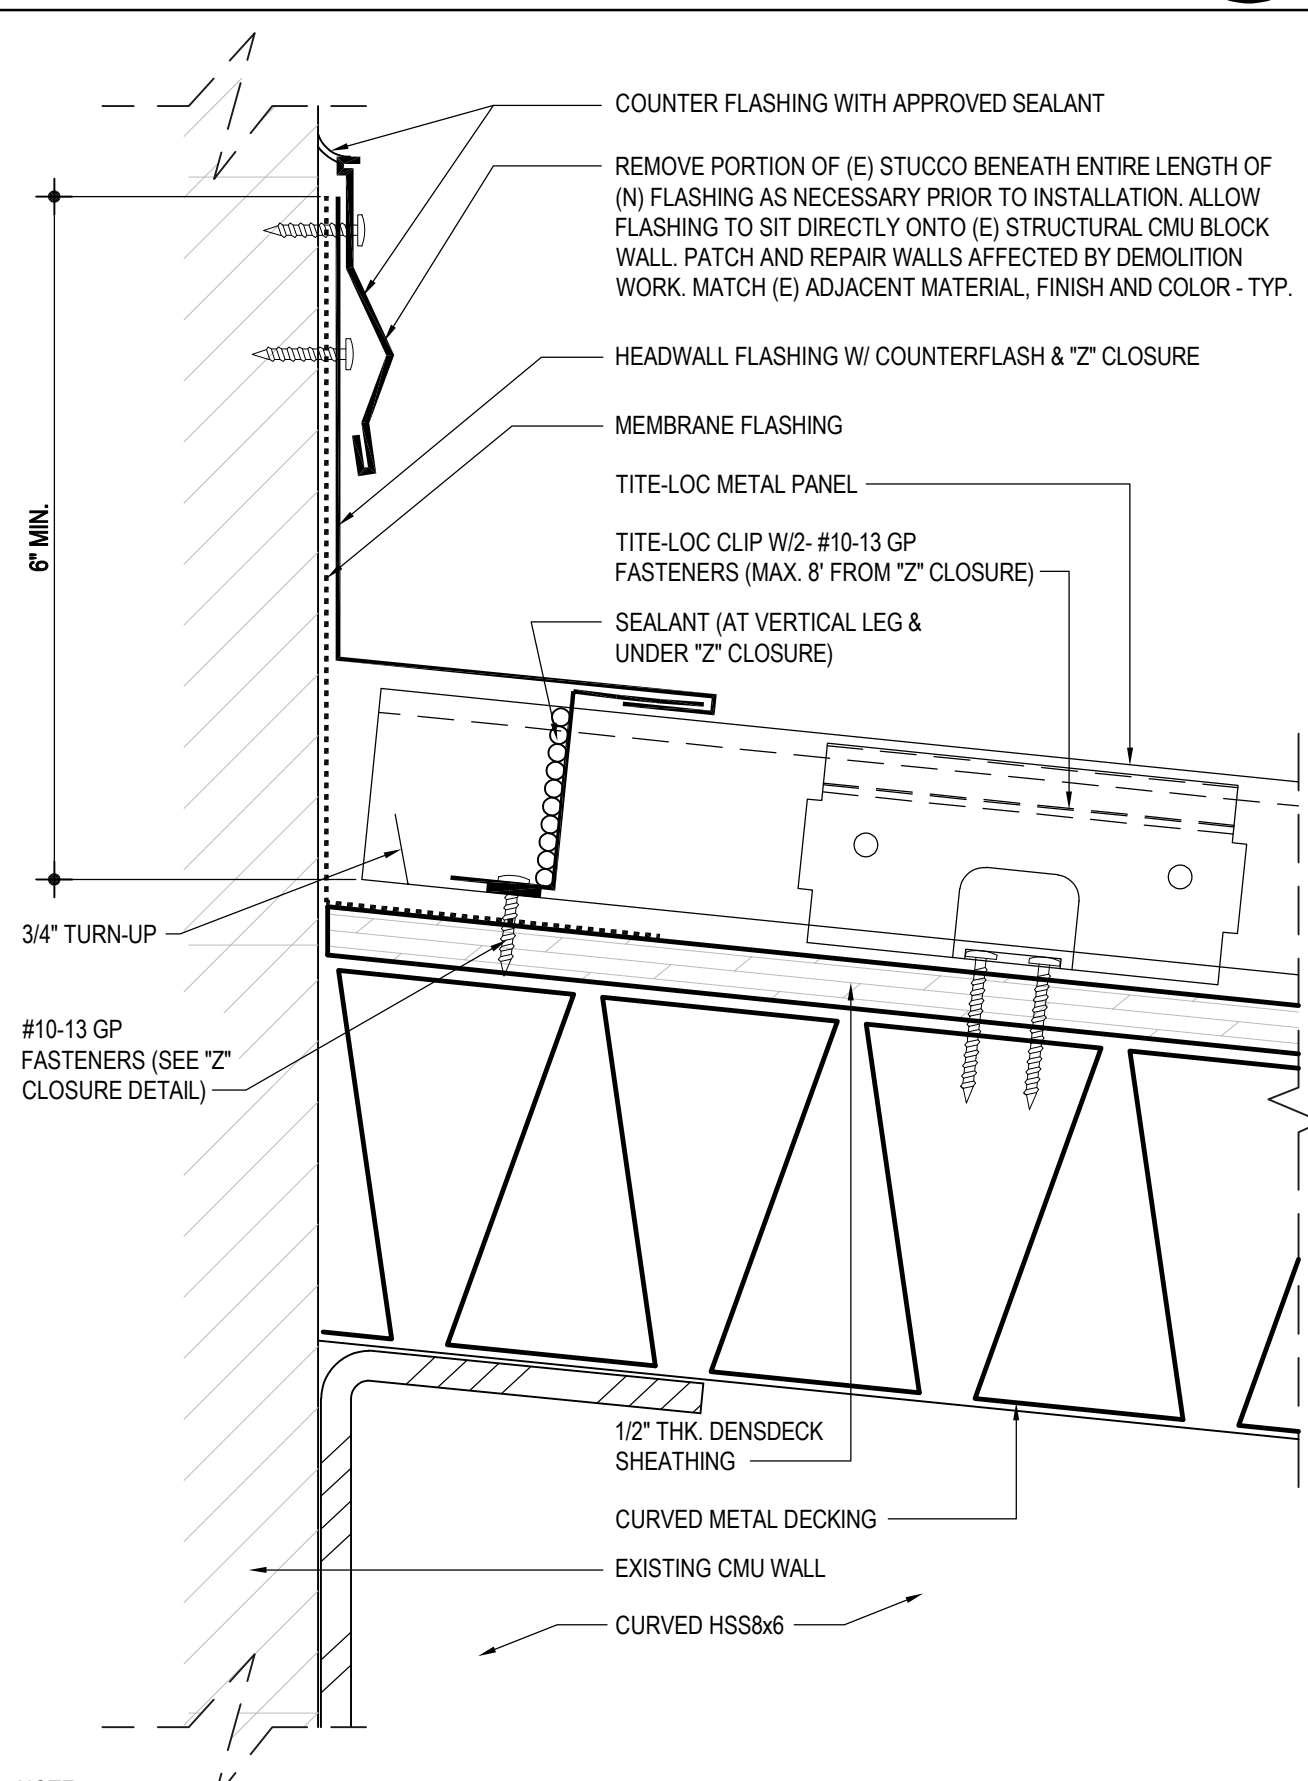 COUNTER FLASHING WITH APPROVED SEALANT
REMOVE PORTION OF (E) STUCCO BENEATH ENTIRE LENGTH OF
(N) FLASHING AS NECESSARY PRIOR TO INSTALLATION. ALLOW
FLASHING TO SIT DIRECTLY ONTO (E) STRUCTURAL CMU BLOCK
WALL. PATCH AND REPAIR WALLS AFFECTED BY DEMOLITION
WORK. MATCH (E) ADJACENT MATERIAL, FINISH AND COLOR - TYP.
HEADWALL FLASHING W/ COUNTERFLASH & "Z" CLOSURE
MEMBRANE FLASHING
TITE-LOC METAL PANEL
6" MIN.
TITE-LOC CLIP W/2- #10-13 GP
FASTENERS (MAX. 8' FROM "Z" CLOSURE)
SEALANT (AT VERTICAL LEG &
UNDER "Z" CLOSURE)
3/4" TURN-UP
#10-13 GP
FASTENERS (SEE "Z"
CLOSURE DETAIL)
1/2" THK. DENSDECK
SHEATHING
CURVED METAL DECKING
EXISTING CMU WALL
CURVED HSS8x6